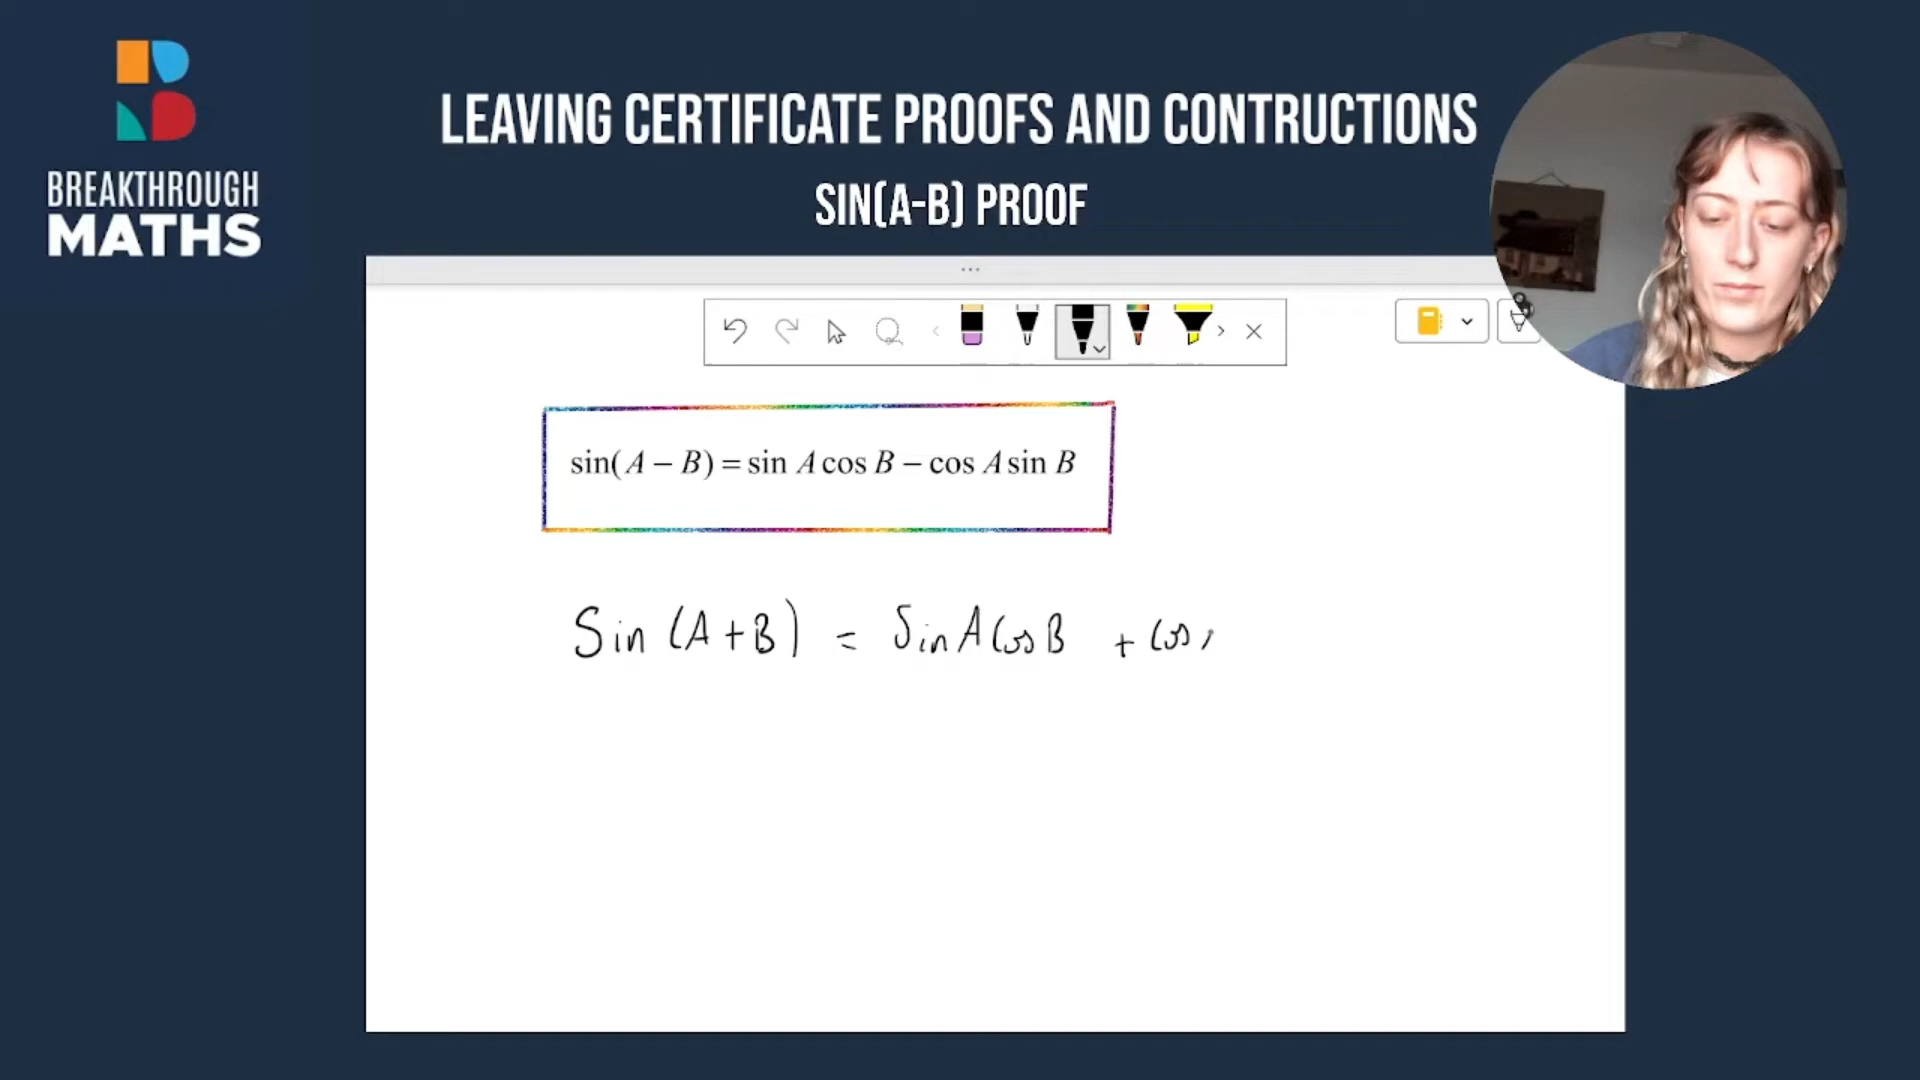 BREAKTHROUGH
MATHS
LEAVING CERTIFICATE PROOFS AND CONTRUCTIONS
SIN(A-B) PROOF
sin(A − B) = sin A cos B − cos A sin B
Sin (A+B) = Sin A Cos B + Cos